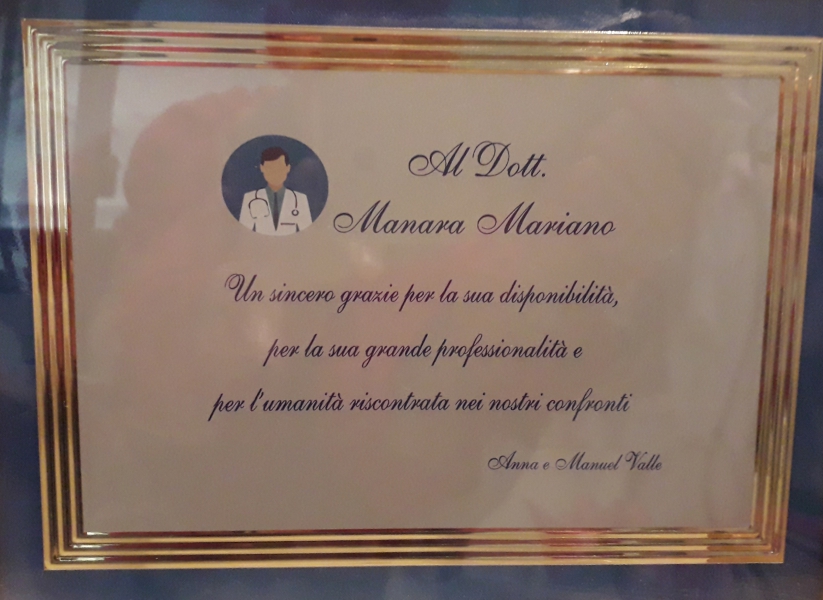 Al Dott.
Manara Mariano
Un sincero grazie per la sua disponibilità,
per la sua grande professionalità e
per l'umanità riscontrata nei nostri confronti
Anna e Manuel Valle